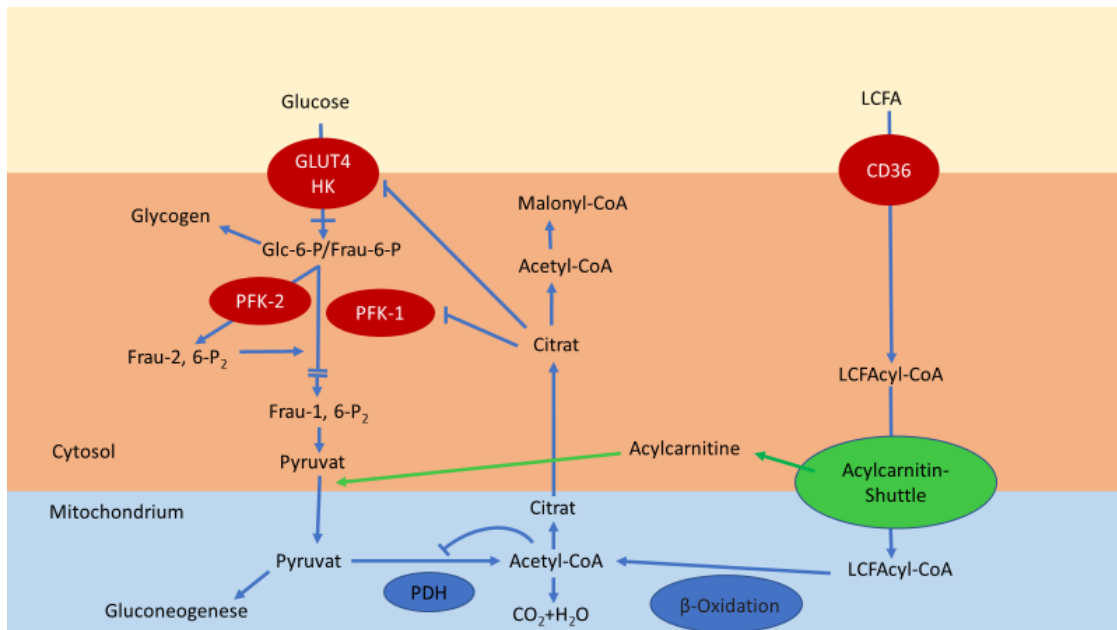 Glucose
LCFA
GLUT4
HK
CD36
Malonyl-CoA
Glycogen
Glc-6-P/Frau-6-P
Acetyl-CoA
PFK-2
PFK-1
Citrat
Frau-2, 6-P₂
LCFAcyl-CoA
Frau-1, 6-P₂
Cytosol
Pyruvat
Acylcarnitine
Acylcarnitin-
Shuttle
Mitochondrium
Citrat
Pyruvat
Acetyl-CoA
LCFAcyl-CoA
PDH
β-Oxidation
Gluconeogenese
CO₂+H₂O